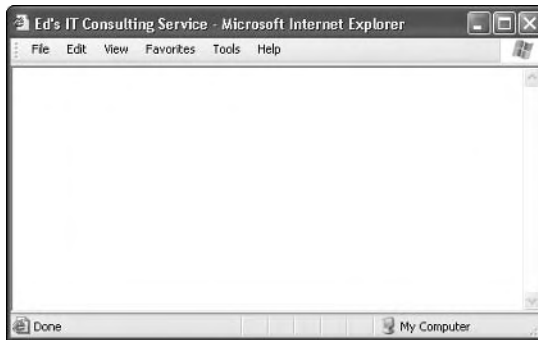 Ed's IT Consulting Service - Microsoft Internet Explorer
File Edit View Favorites Tools Help
Done My Computer